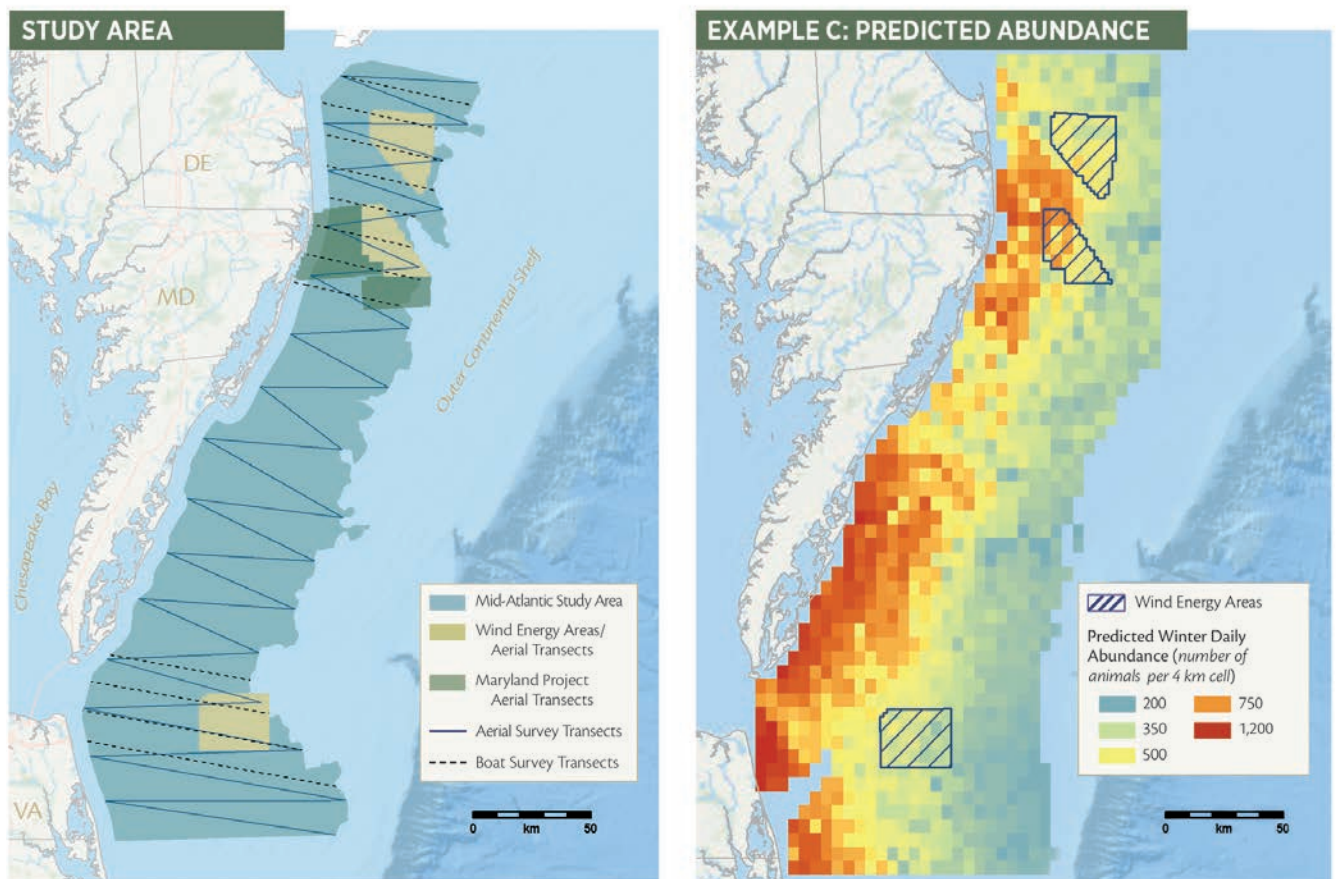 STUDY AREA
DE
MD
VA
Chesapeake Bay
Outer Continental Shelf
Mid-Atlantic Study Area
Wind Energy Areas/
Aerial Transects
Maryland Project
Aerial Transects
Aerial Survey Transects
Boat Survey Transects
0 km 50
EXAMPLE C: PREDICTED ABUNDANCE
Wind Energy Areas
Predicted Winter Daily
Abundance (number of
animals per 4 km cell)
200 750
350 1,200
500
0 km 50